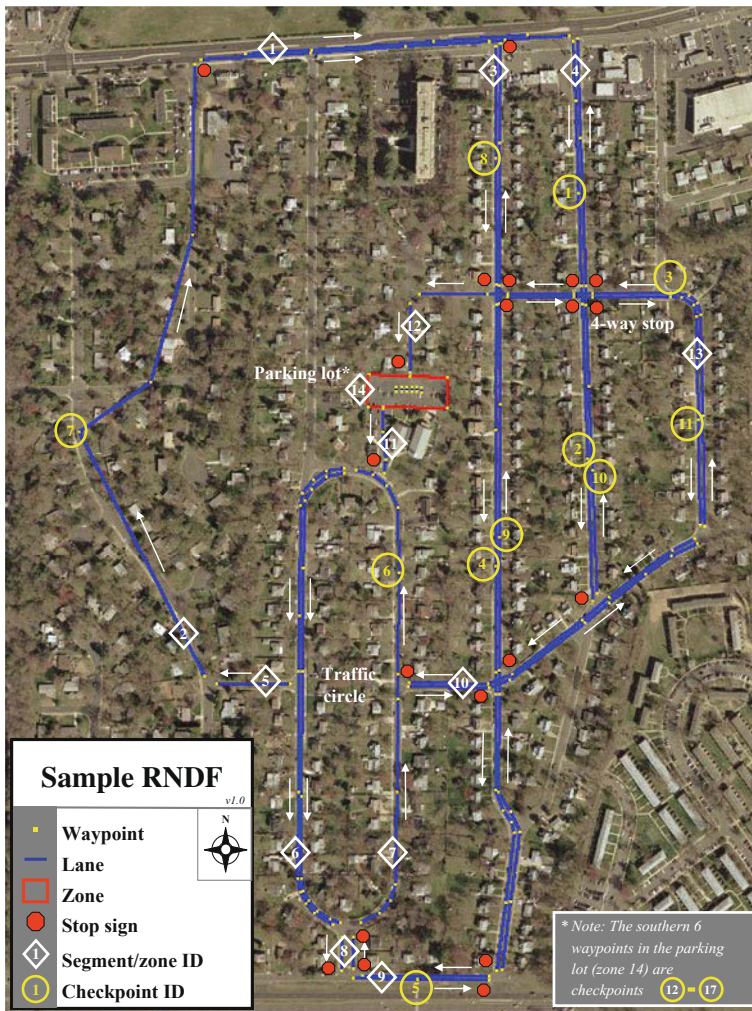 1
3
4
8
1
3
12
4-way stop
13
Parking lot*
14
7
11
11
2
10
9
4
6
2
5
Traffic
circle
10
Sample RNDF
v1.0
N
Waypoint
Lane
Zone
Stop sign
1 Segment/zone ID
1 Checkpoint ID
6
7
8
9
5
* Note: The southern 6
waypoints in the parking
lot (zone 14) are
checkpoints 12 - 17